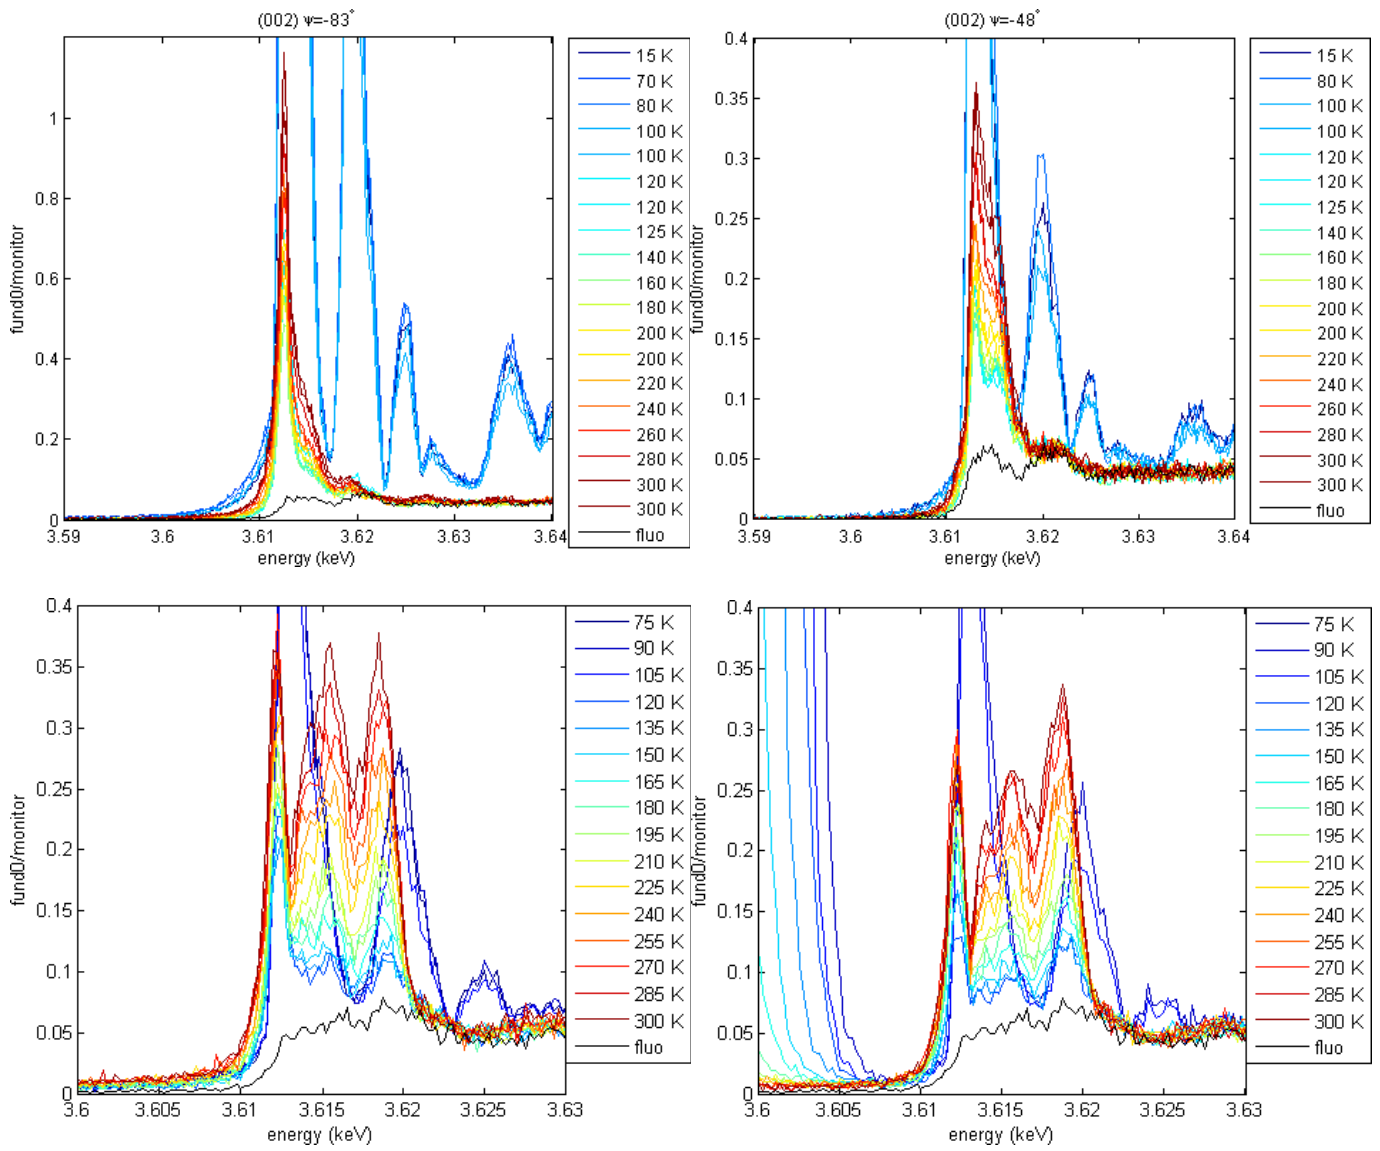 (002) ψ=-83°
fund0/monitor
1
0.8
0.6
0.4
0.2
0
3.59
3.6
3.61
3.62
3.63
3.64
energy (keV)
15 K
70 K
80 K
100 K
100 K
120 K
120 K
125 K
140 K
160 K
180 K
200 K
200 K
220 K
240 K
260 K
280 K
300 K
300 K
fluo
(002) ψ=-48°
fund0/monitor
0.4
0.35
0.3
0.25
0.2
0.15
0.1
0.05
0
3.59
3.6
3.61
3.62
3.63
3.64
energy (keV)
15 K
80 K
100 K
100 K
120 K
120 K
125 K
140 K
160 K
180 K
200 K
200 K
220 K
240 K
260 K
280 K
300 K
300 K
fluo
fund0/monitor
0.4
0.35
0.3
0.25
0.2
0.15
0.1
0.05
0
3.6
3.605
3.61
3.615
3.62
3.625
3.63
energy (keV)
75 K
90 K
105 K
120 K
135 K
150 K
165 K
180 K
195 K
210 K
225 K
240 K
255 K
270 K
285 K
300 K
fluo
fund0/monitor
0.4
0.35
0.3
0.25
0.2
0.15
0.1
0.05
0
3.6
3.605
3.61
3.615
3.62
3.625
3.63
energy (keV)
75 K
90 K
105 K
120 K
135 K
150 K
165 K
180 K
195 K
210 K
225 K
240 K
255 K
270 K
285 K
300 K
fluo